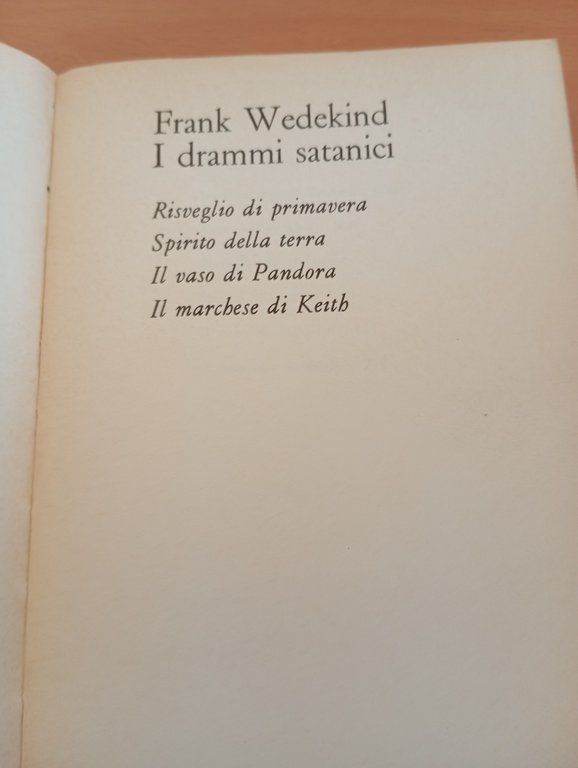 Frank Wedekind
I drammi satanici
Risveglio di primavera
Spirito della terra
Il vaso di Pandora
Il marchese di Keith